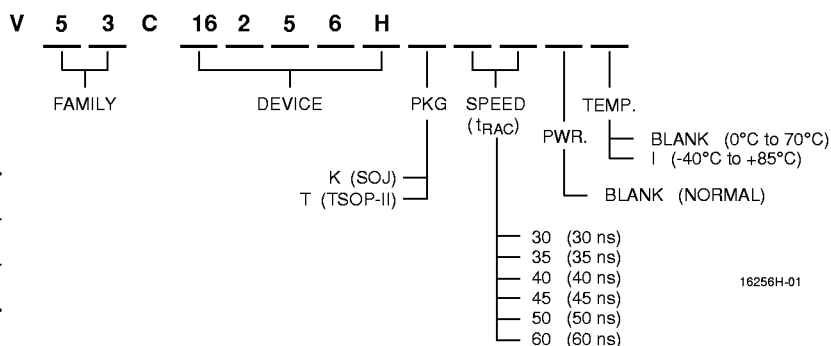 V 5 3 C 16 2 5 6 H
FAMILY DEVICE PKG SPEED TEMP.
(tRAC) PWR.
BLANK (0°C to 70°C)
I (-40°C to +85°C)
K (SOJ)
T (TSOP-II) BLANK (NORMAL)
30 (30 ns)
35 (35 ns)
40 (40 ns) 16256H-01
45 (45 ns)
50 (50 ns)
60 (60 ns)